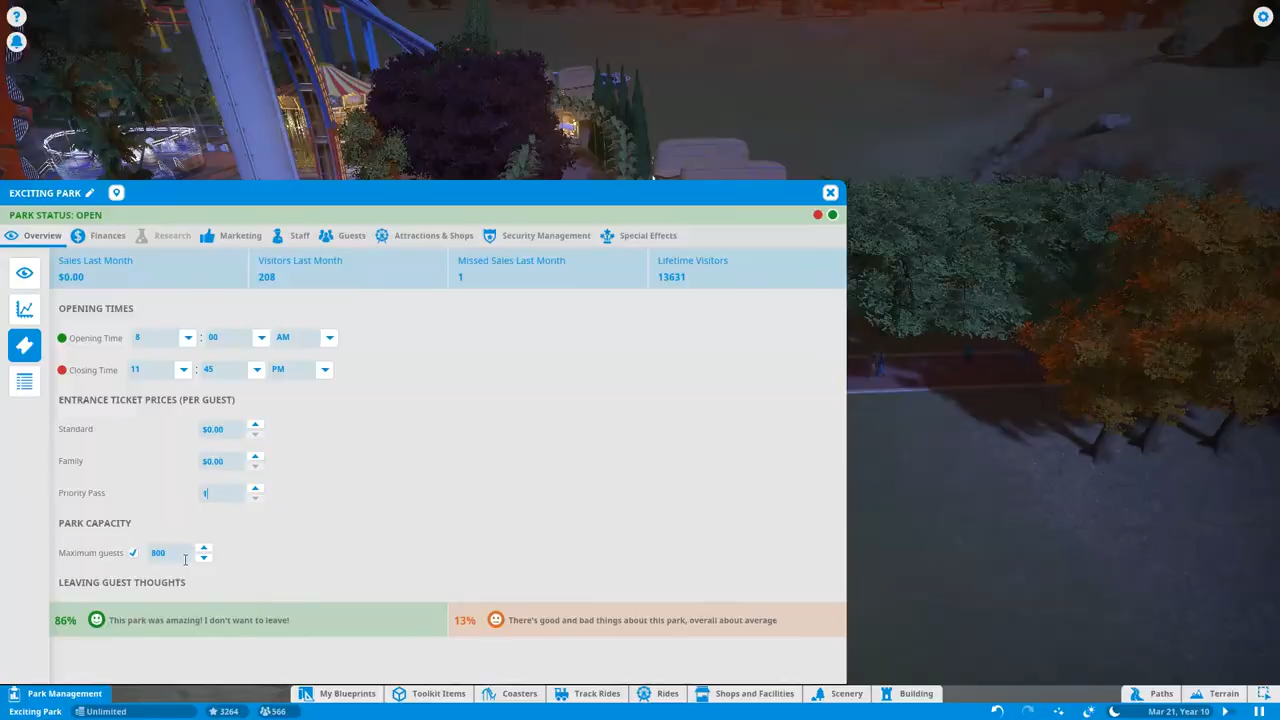 ?
EXCITING PARK
PARK STATUS: OPEN
Overview Finances Research Marketing Staff Guests Attractions & Shops Security Management Special Effects
Sales Last Month Visitors Last Month Missed Sales Last Month Lifetime Visitors
$0.00 208 1 13631
OPENING TIMES
Opening Time 8 : 00 AM
Closing Time 11 : 45 PM
ENTRANCE TICKET PRICES (PER GUEST)
Standard $0.00
Family $0.00
Priority Pass 1
PARK CAPACITY
Maximum guests 800
LEAVING GUEST THOUGHTS
86% This park was amazing! I don't want to leave! 13% There's good and bad things about this park, overall about average
Park Management My Blueprints Toolkit Items Coasters Track Rides Rides Shops and Facilities Scenery Building Paths Terrain
Exciting Park Unlimited 3264 566 Mar 21, Year 10